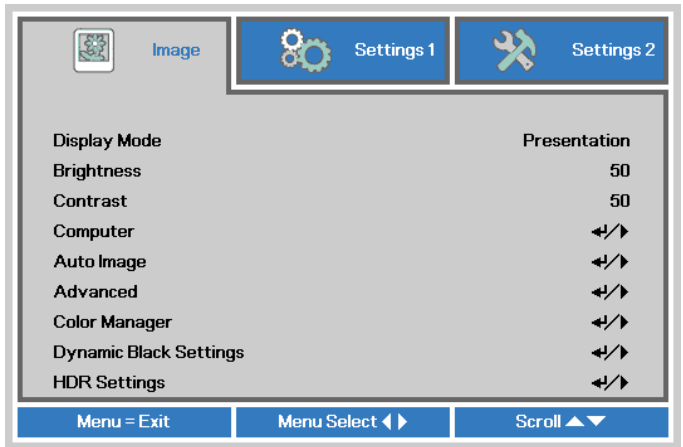 Image
Settings 1
Settings 2
Display Mode Presentation
Brightness 50
Contrast 50
Computer ↵/▶
Auto Image ↵/▶
Advanced ↵/▶
Color Manager ↵/▶
Dynamic Black Settings ↵/▶
HDR Settings ↵/▶
Menu = Exit
Menu Select ◀ ▶
Scroll ▲▼